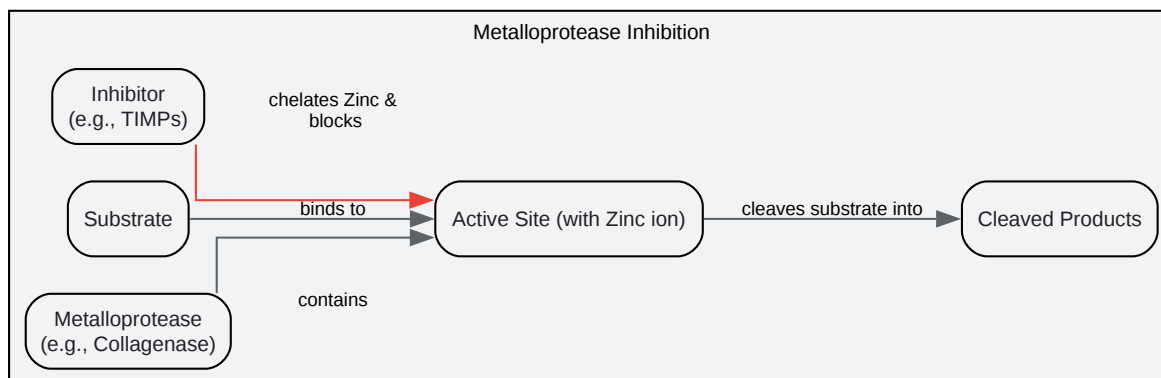 Metalloprotease Inhibition
Inhibitor
(e.g., TIMPs)
chelates Zinc &
blocks
Substrate
binds to
Active Site (with Zinc ion)
cleaves substrate into
Cleaved Products
contains
Metalloprotease
(e.g., Collagenase)